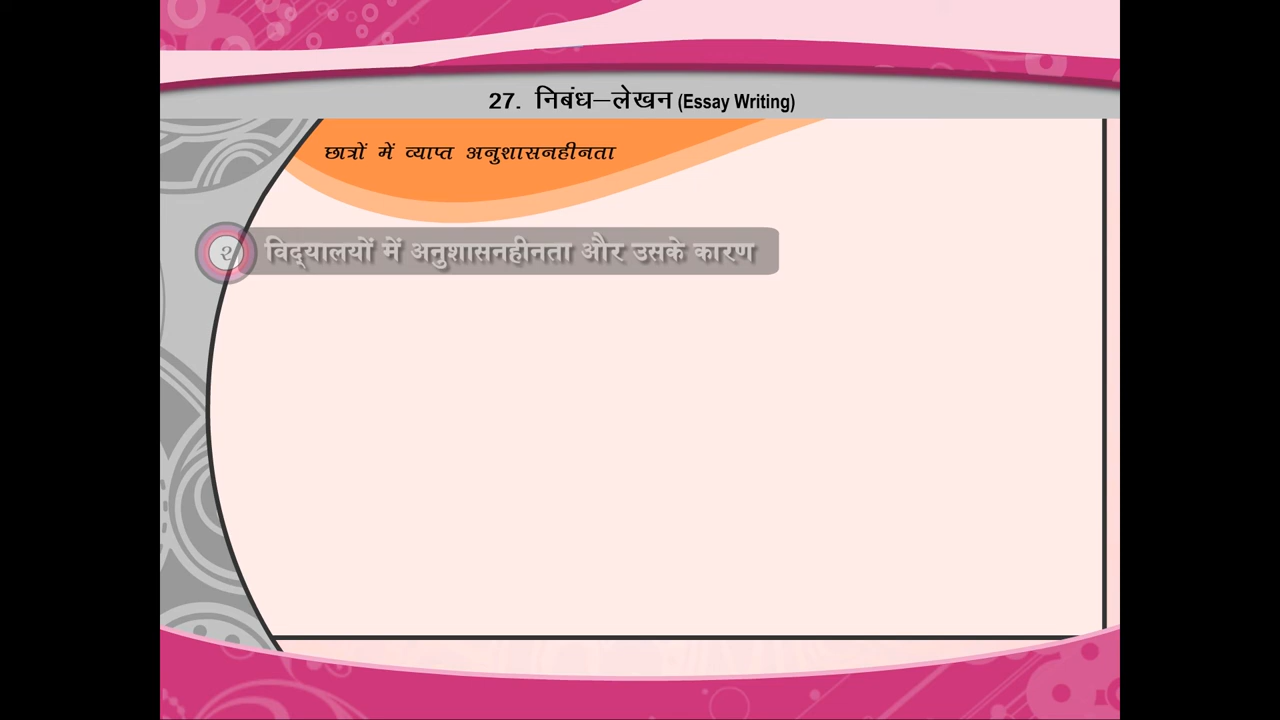 27. निबंध–लेखन (Essay Writing)
छात्रों में व्याप्त अनुशासनहीनता
२ विद्‌यालयों में अनुशासनहीनता और उसके कारण